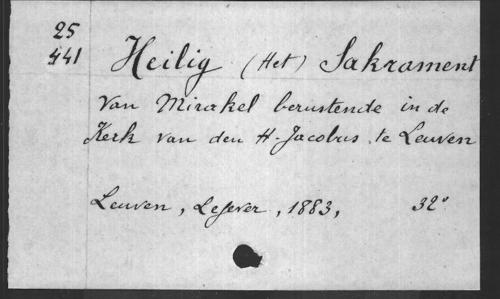 25
441
Heilig (Het) Sakrament
van Mirakel berustende in de
Kerk van den H. Jacobus te Leuven
Leuven, Lefever, 1883, 32°